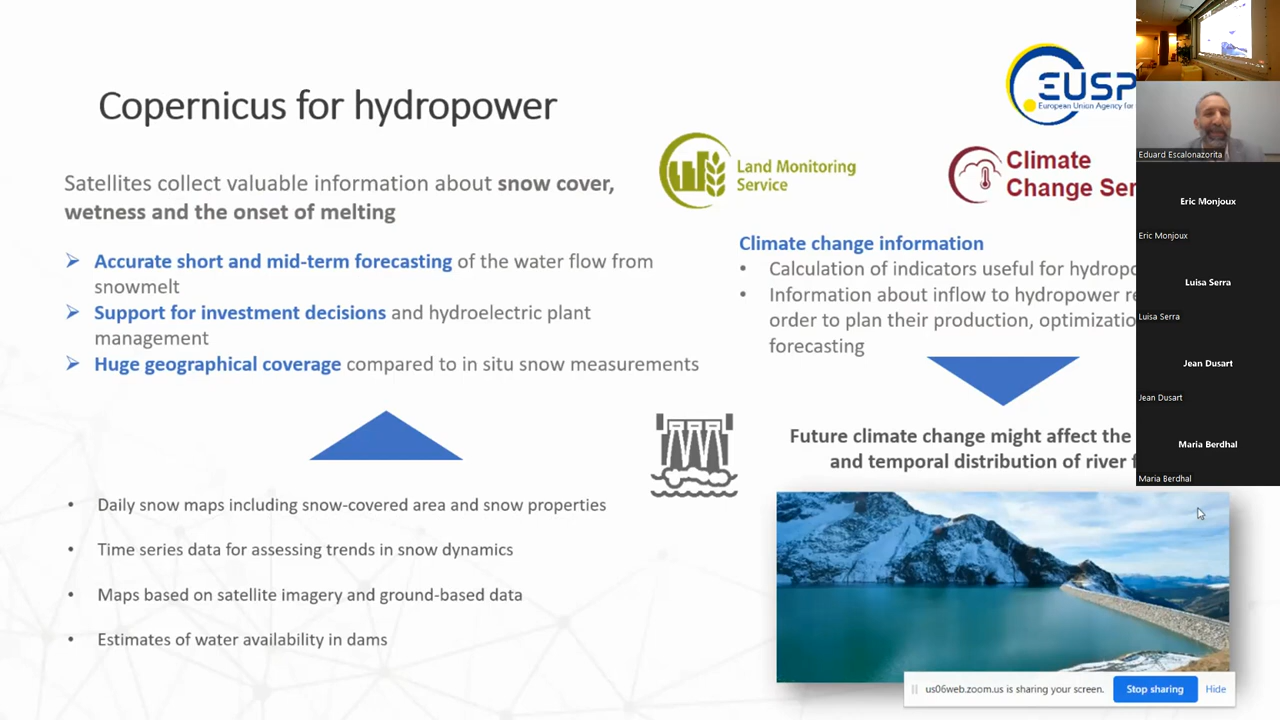 Copernicus for hydropower
EUSP
European Union Agency for
Land Monitoring
Service
Climate
Change Ser
Satellites collect valuable information about snow cover,
wetness and the onset of melting
➢ Accurate short and mid-term forecasting of the water flow from
snowmelt
➢ Support for investment decisions and hydroelectric plant
management
➢ Huge geographical coverage compared to in situ snow measurements
• Daily snow maps including snow-covered area and snow properties
• Time series data for assessing trends in snow dynamics
• Maps based on satellite imagery and ground-based data
• Estimates of water availability in dams
Climate change information
• Calculation of indicators useful for hydropo
• Information about inflow to hydropower re
order to plan their production, optimizatio
forecasting
Future climate change might affect the
and temporal distribution of river f
Eduard Escalonazorita
Eric Monjoux
Eric Monjoux
Luisa Serra
Luisa Serra
Jean Dusart
Jean Dusart
Maria Berdhal
Maria Berdhal
us06web.zoom.us is sharing your screen.
Stop sharing
Hide